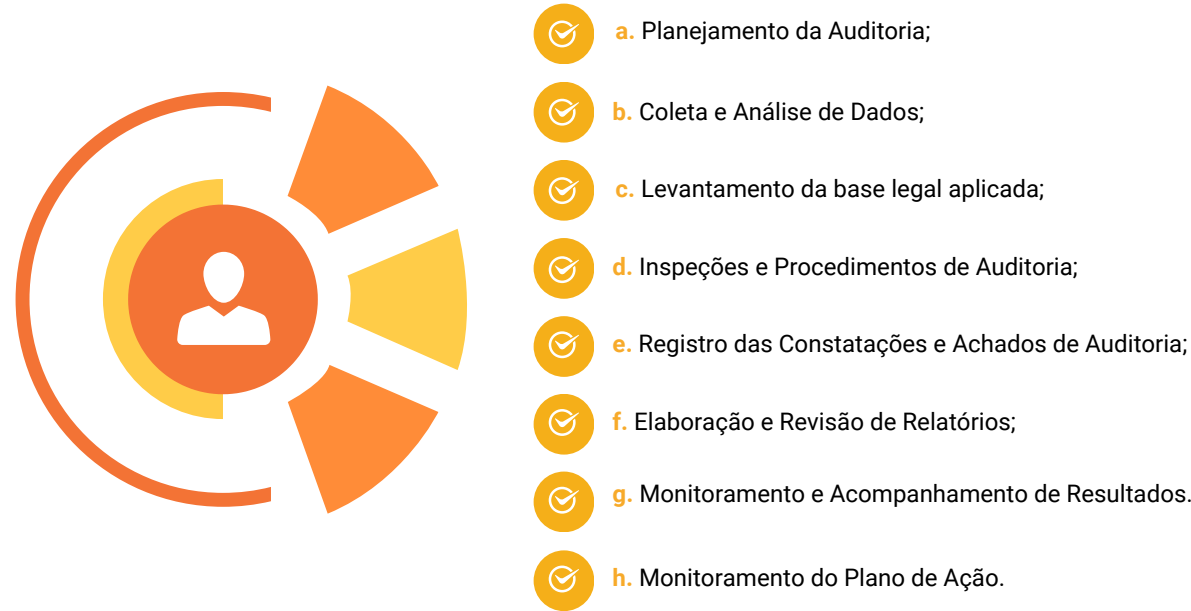 a. Planejamento da Auditoria;
b. Coleta e Análise de Dados;
c. Levantamento da base legal aplicada;
d. Inspeções e Procedimentos de Auditoria;
e. Registro das Constatações e Achados de Auditoria;
f. Elaboração e Revisão de Relatórios;
g. Monitoramento e Acompanhamento de Resultados.
h. Monitoramento do Plano de Ação.